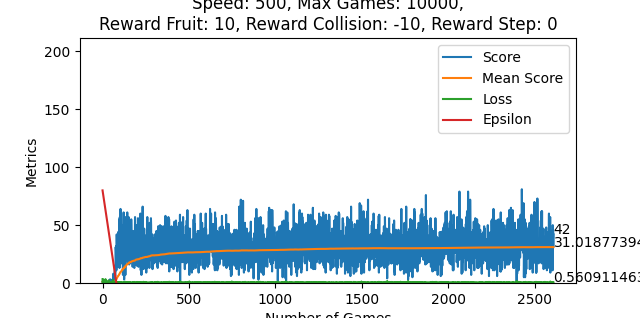 Speed: 500, Max Games: 10000,
Reward Fruit: 10, Reward Collision: -10, Reward Step: 0
200
150
100
50
0
Metrics
Score
Mean Score
Loss
Epsilon
42
31.01877394
0.560911463
0 500 1000 1500 2000 2500
Number of Games